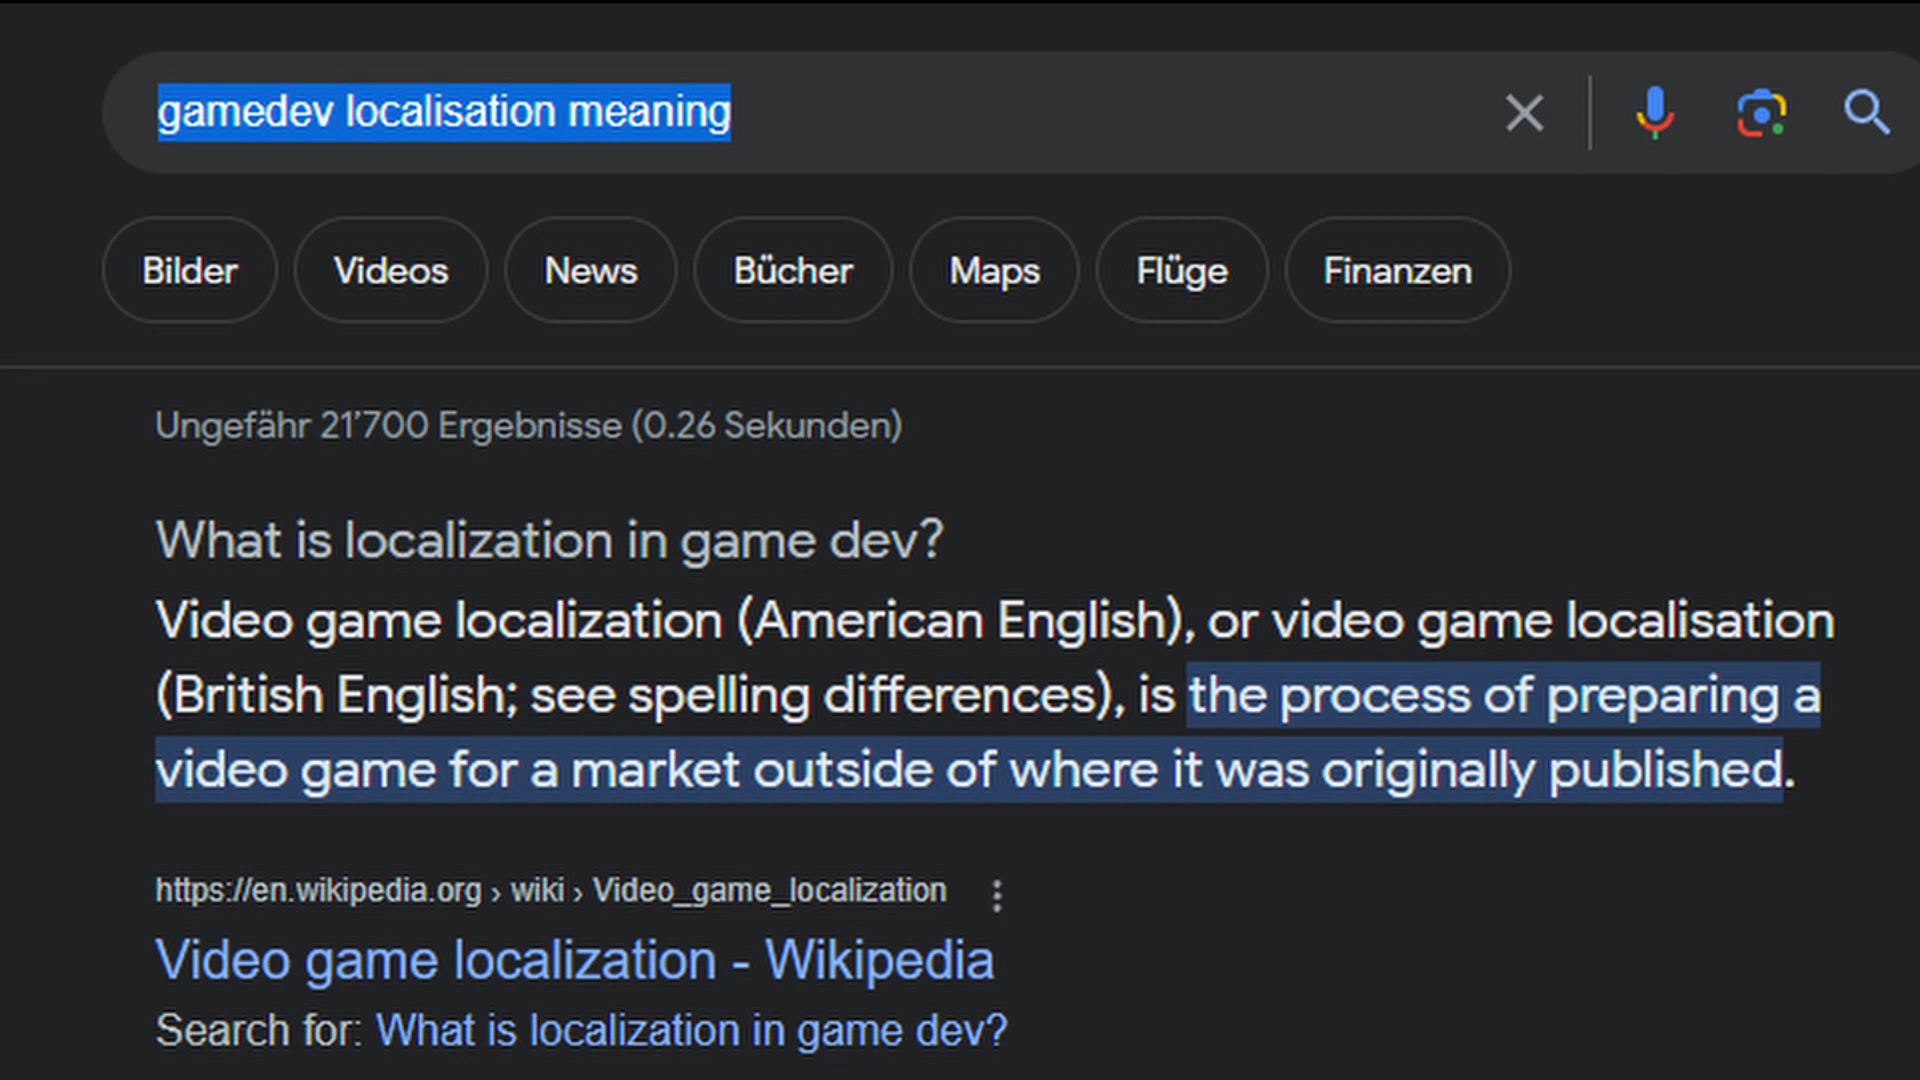 gamedev localisation meaning
Bilder Videos News Bücher Maps Flüge Finanzen
Ungefähr 21’700 Ergebnisse (0.26 Sekunden)
What is localization in game dev?
Video game localization (American English), or video game localisation
(British English; see spelling differences), is the process of preparing a
video game for a market outside of where it was originally published.
https://en.wikipedia.org › wiki › Video_game_localization
Video game localization - Wikipedia
Search for: What is localization in game dev?